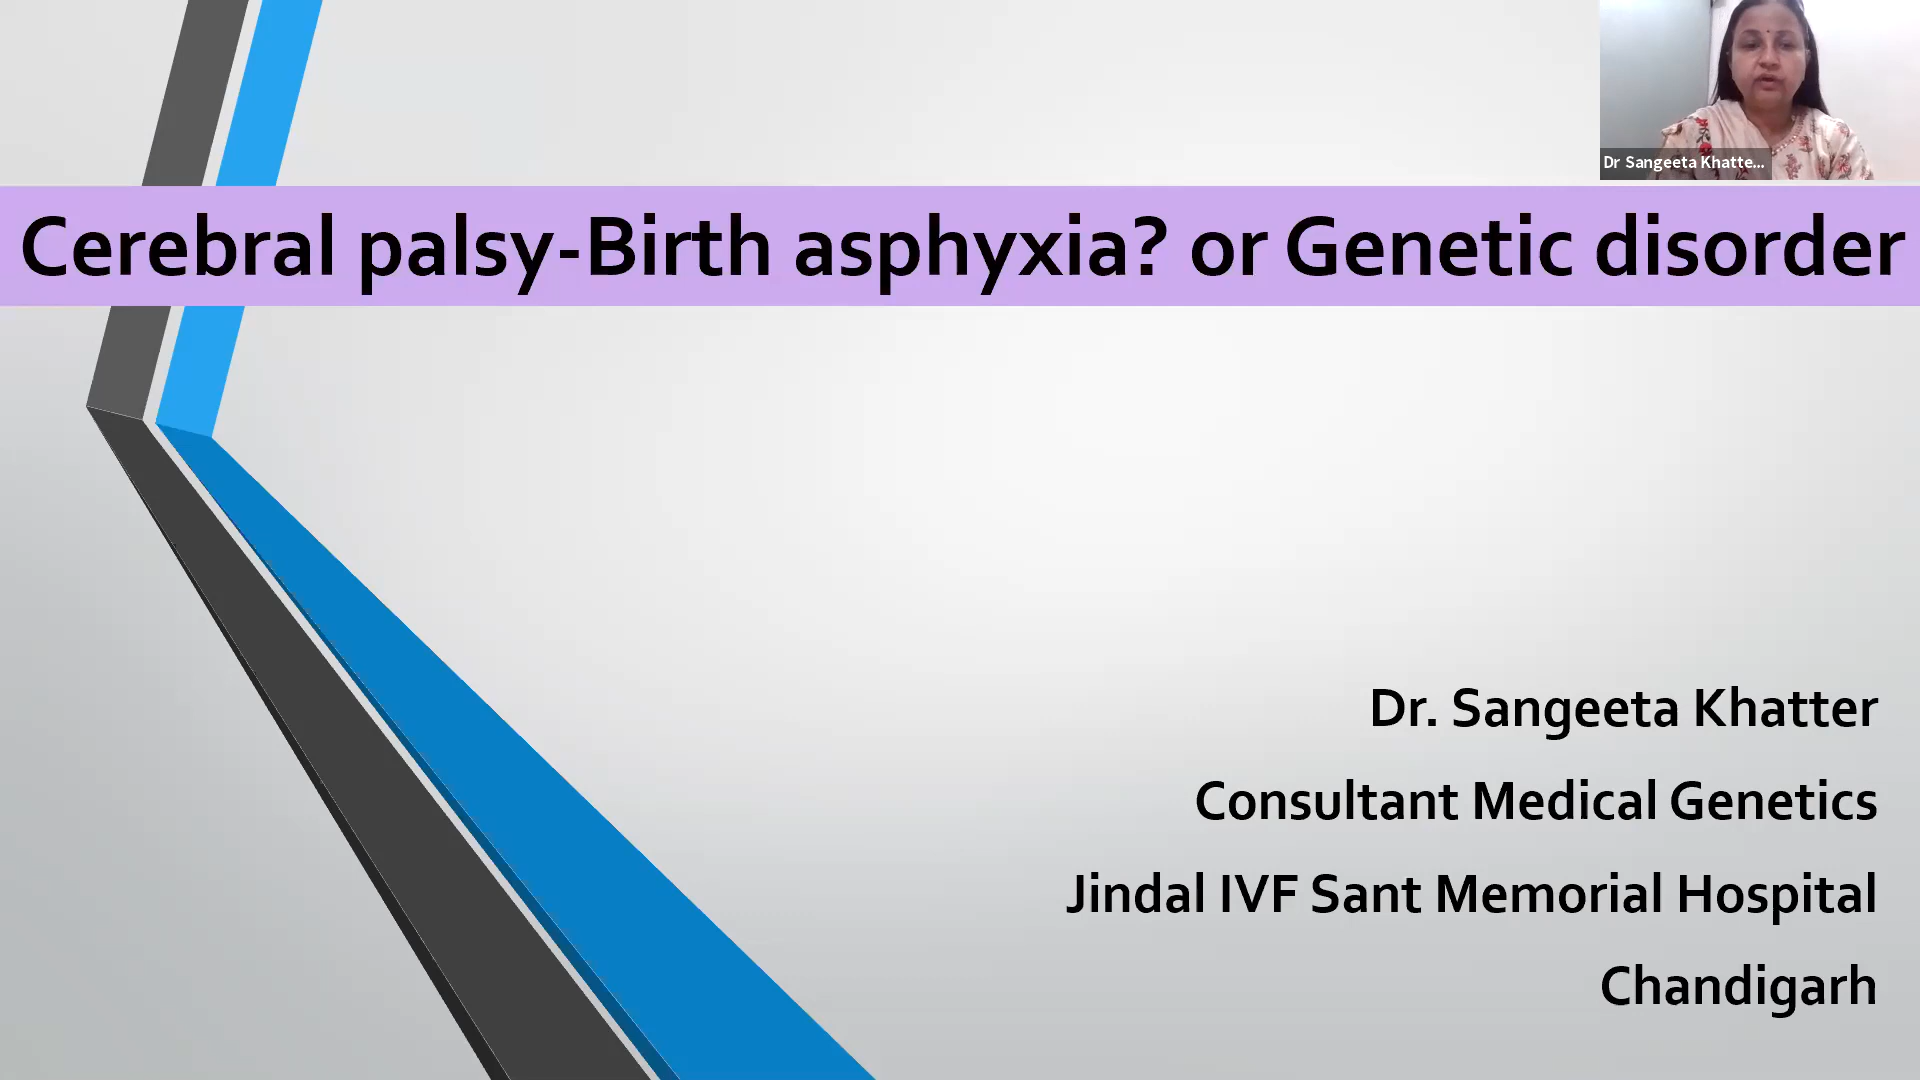 Dr Sangeeta Khatte...
Cerebral palsy-Birth asphyxia? or Genetic disorder
Dr. Sangeeta Khatter
Consultant Medical Genetics
Jindal IVF Sant Memorial Hospital
Chandigarh